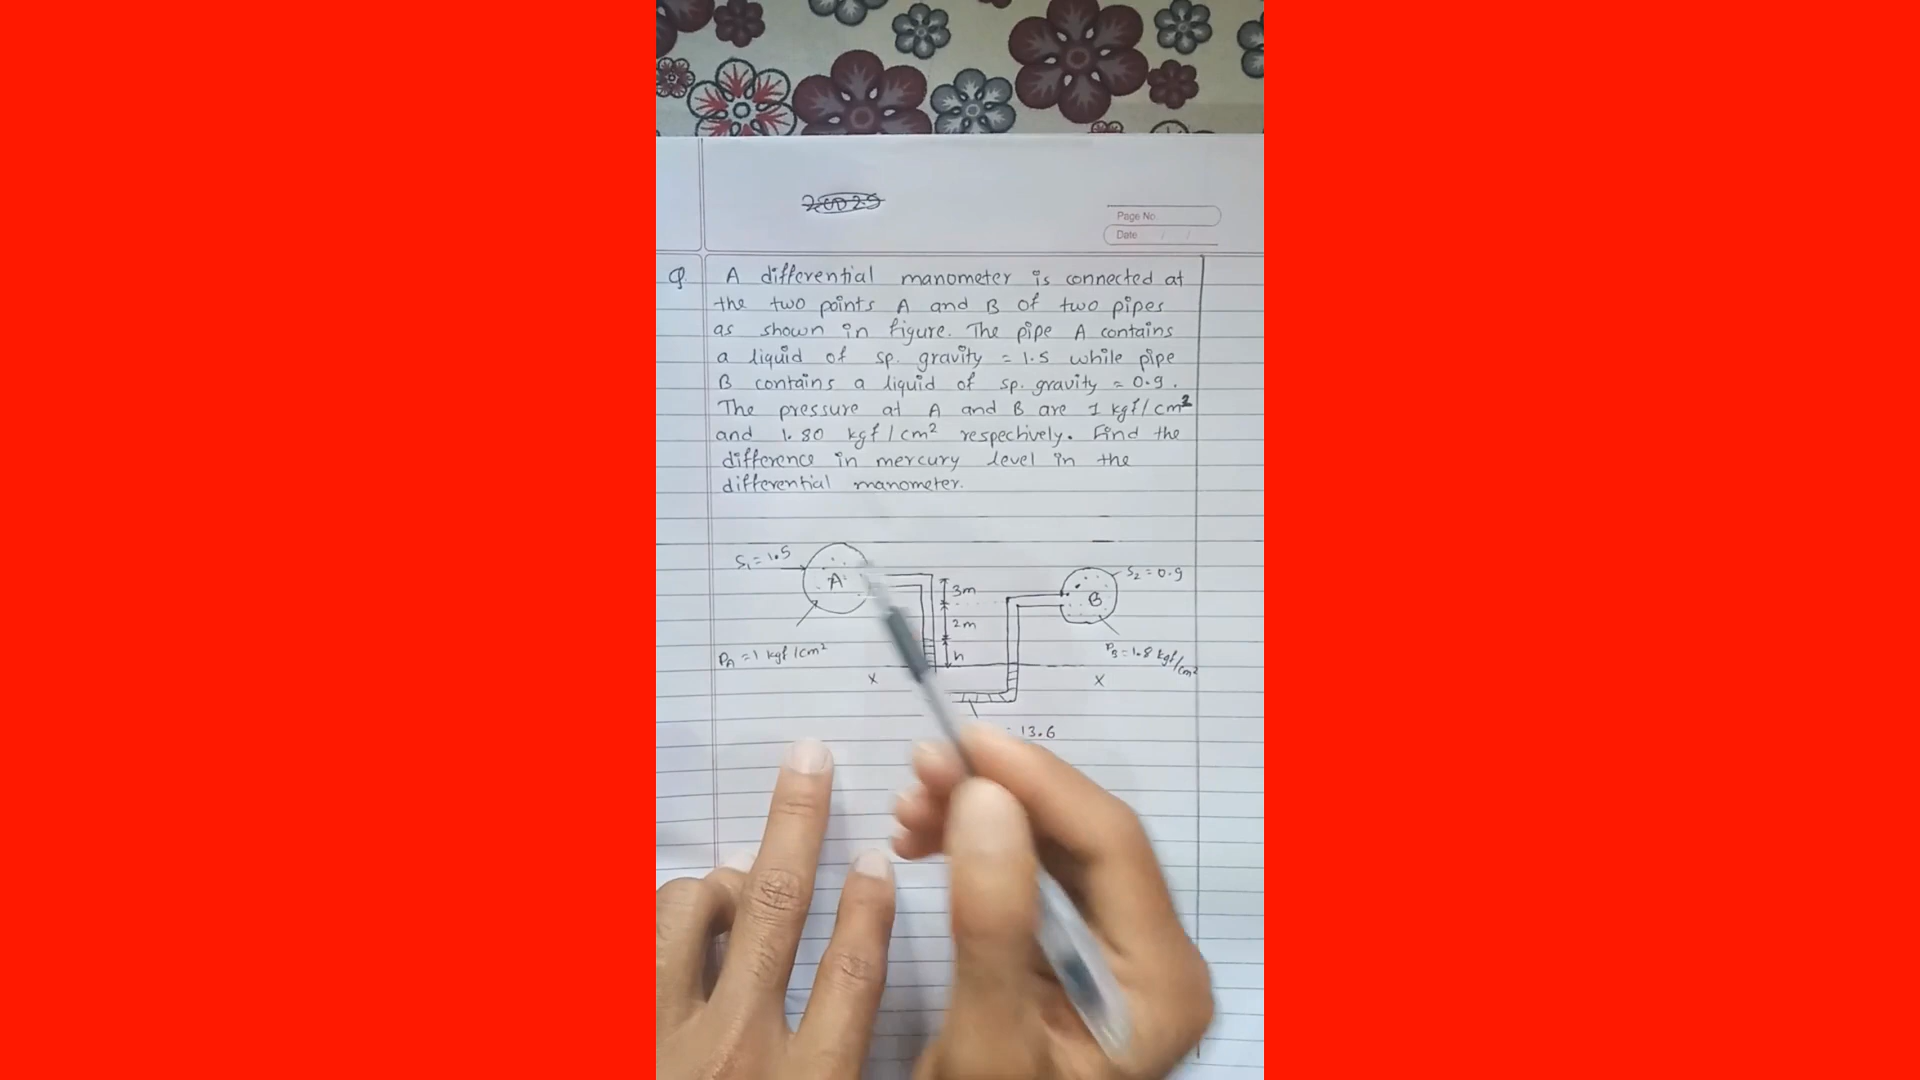 Page No.
Date / /
Q A differential manometer is connected at
the two points A and B of two pipes
as shown in figure. The pipe A contains
a liquid of sp. gravity = 1.5 while pipe
B contains a liquid of sp. gravity = 0.9.
The pressure at A and B are 1 kgf/cm²
and 1.80 kgf/cm² respectively. Find the
difference in mercury level in the
differential manometer.
S₁ = 1.5
A
3m
S₂ = 0.9
B
2m
P_A = 1 kgf/cm²
h
P_B = 1.8 kgf/cm²
X X
= 13.6